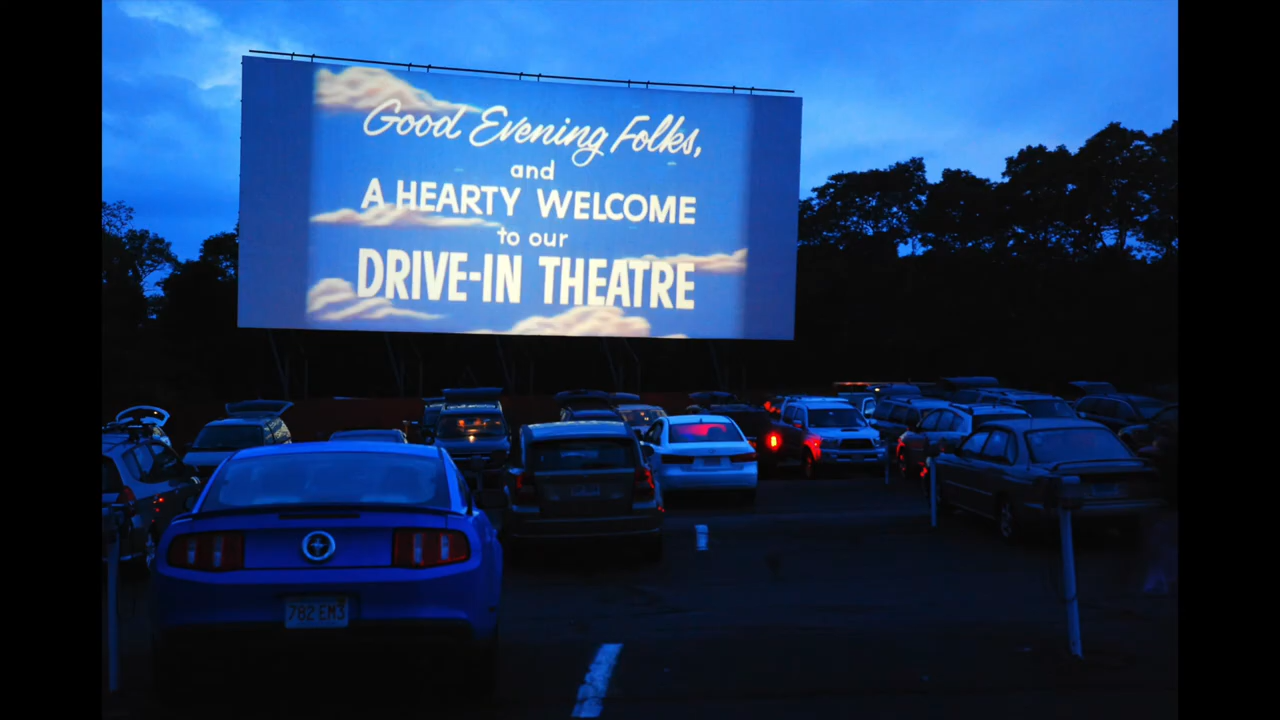 Good Evening Folks,
and
A HEARTY WELCOME
to our
DRIVE-IN THEATRE
782 EN3